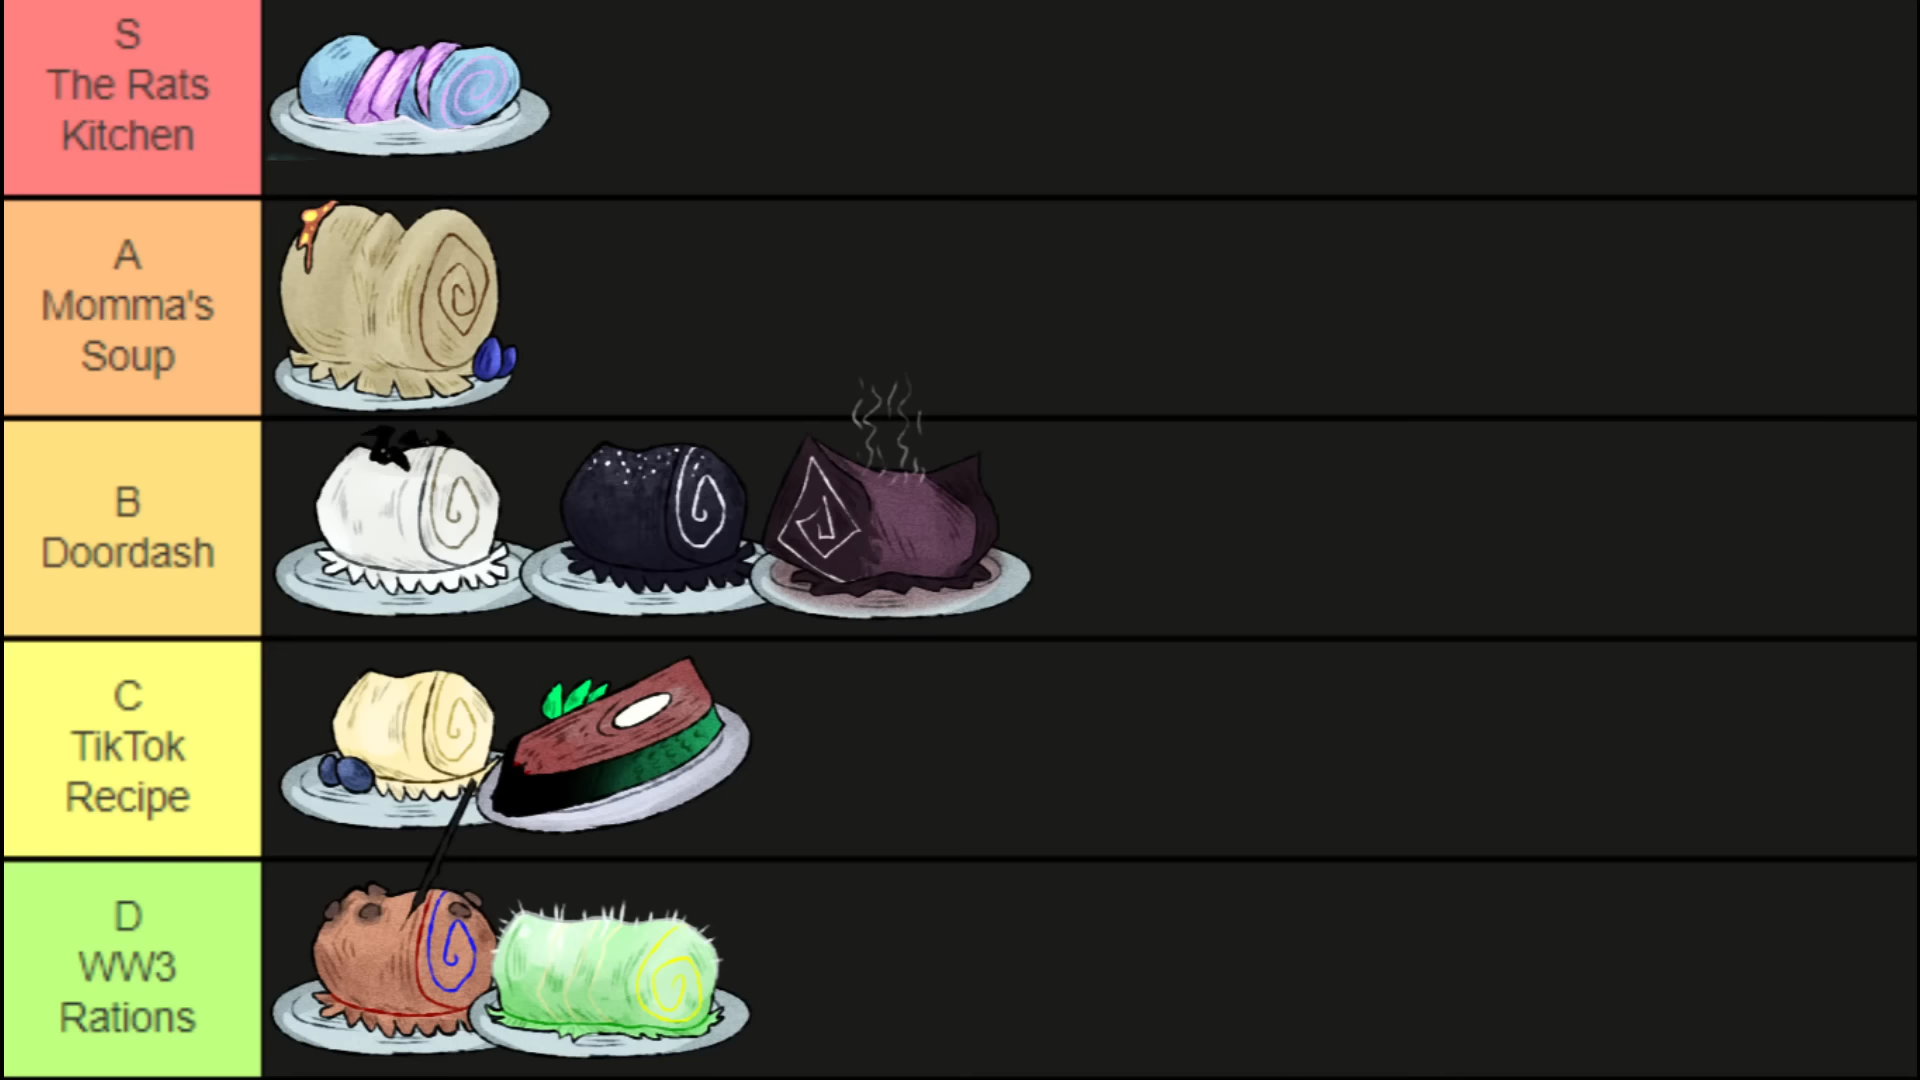 S
The Rats
Kitchen
A
Momma's
Soup
B
Doordash
C
TikTok
Recipe
D
WW3
Rations